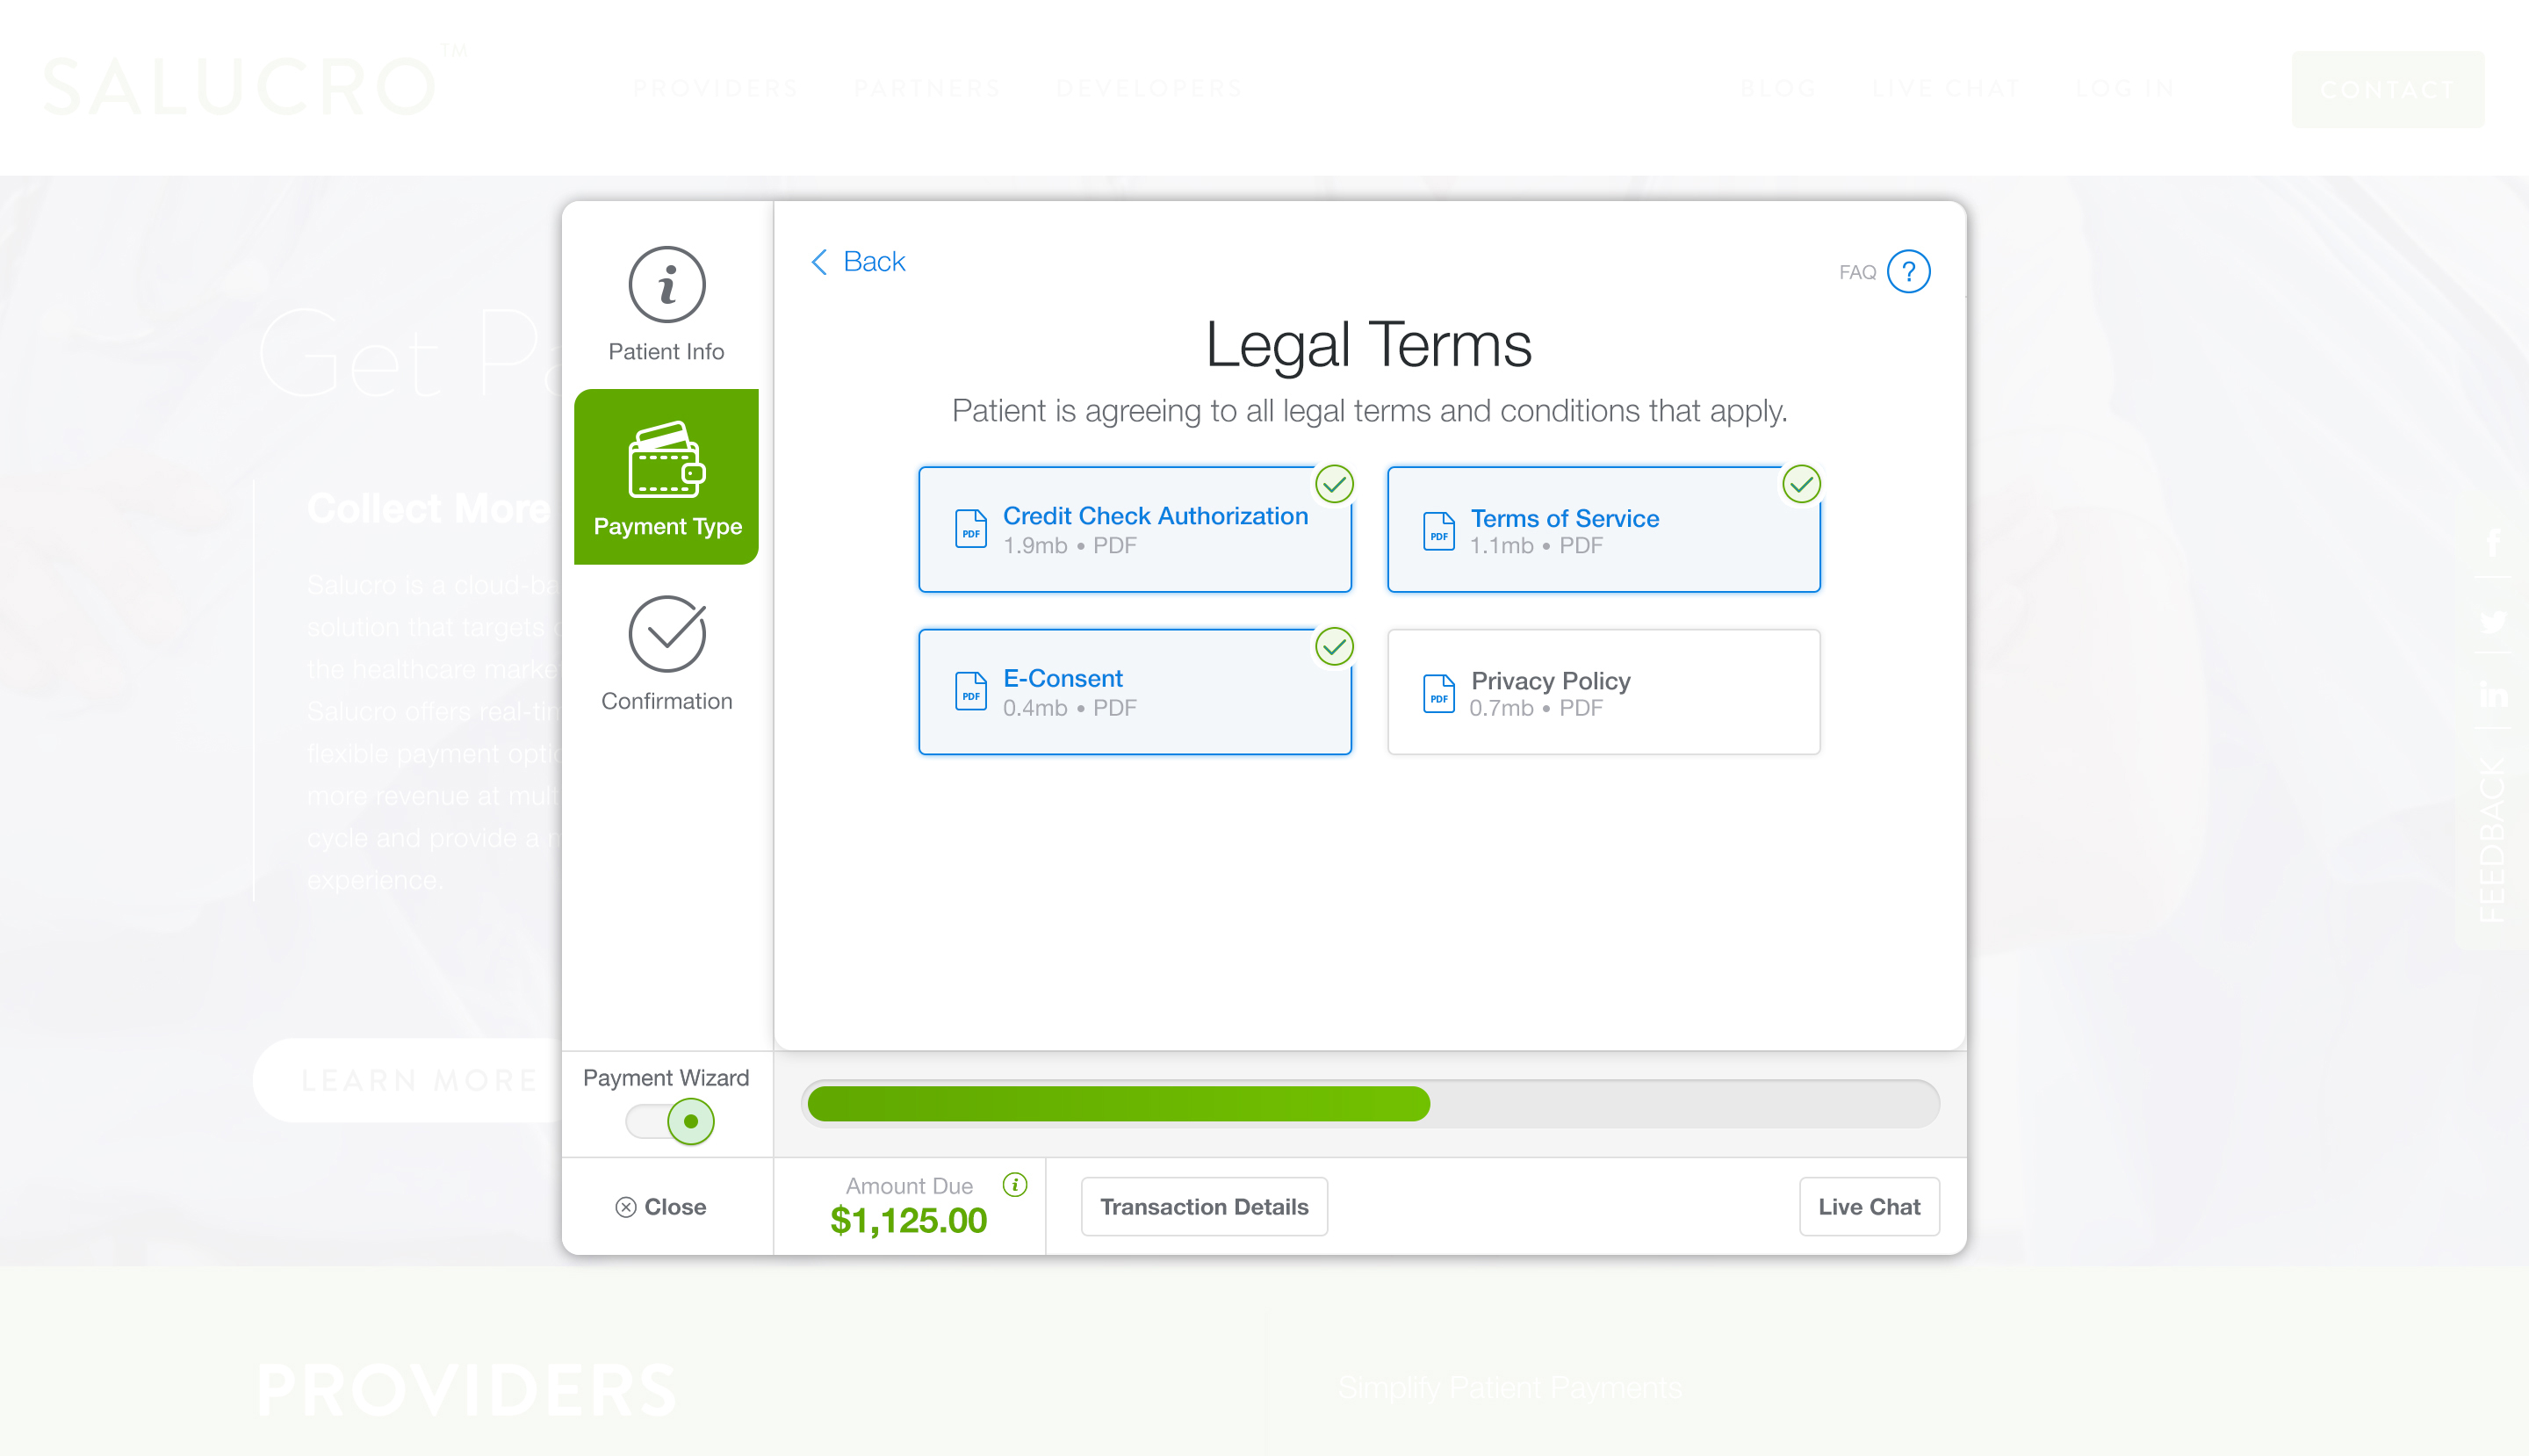 SALUCRO™
PROVIDERS
PARTNERS
DEVELOPERS
BLOG
LIVE CHAT
LOG IN
CONTACT
Get Pa
Collect More
Salucro is a cloud-ba
solution that targets
the healthcare marke
Salucro offers real-tim
flexible payment optio
more revenue at mult
cycle and provide a
experience.
LEARN MORE
Patient Info
Payment Type
Confirmation
Back
FAQ ?
Legal Terms
Patient is agreeing to all legal terms and conditions that apply.
PDF
Credit Check Authorization
1.9mb • PDF
PDF
Terms of Service
1.1mb • PDF
PDF
E-Consent
0.4mb • PDF
PDF
Privacy Policy
0.7mb • PDF
Payment Wizard
Close
Amount Due
$1,125.00
Transaction Details
Live Chat
FEEDBACK
PROVIDERS
Simplify Patient Payments